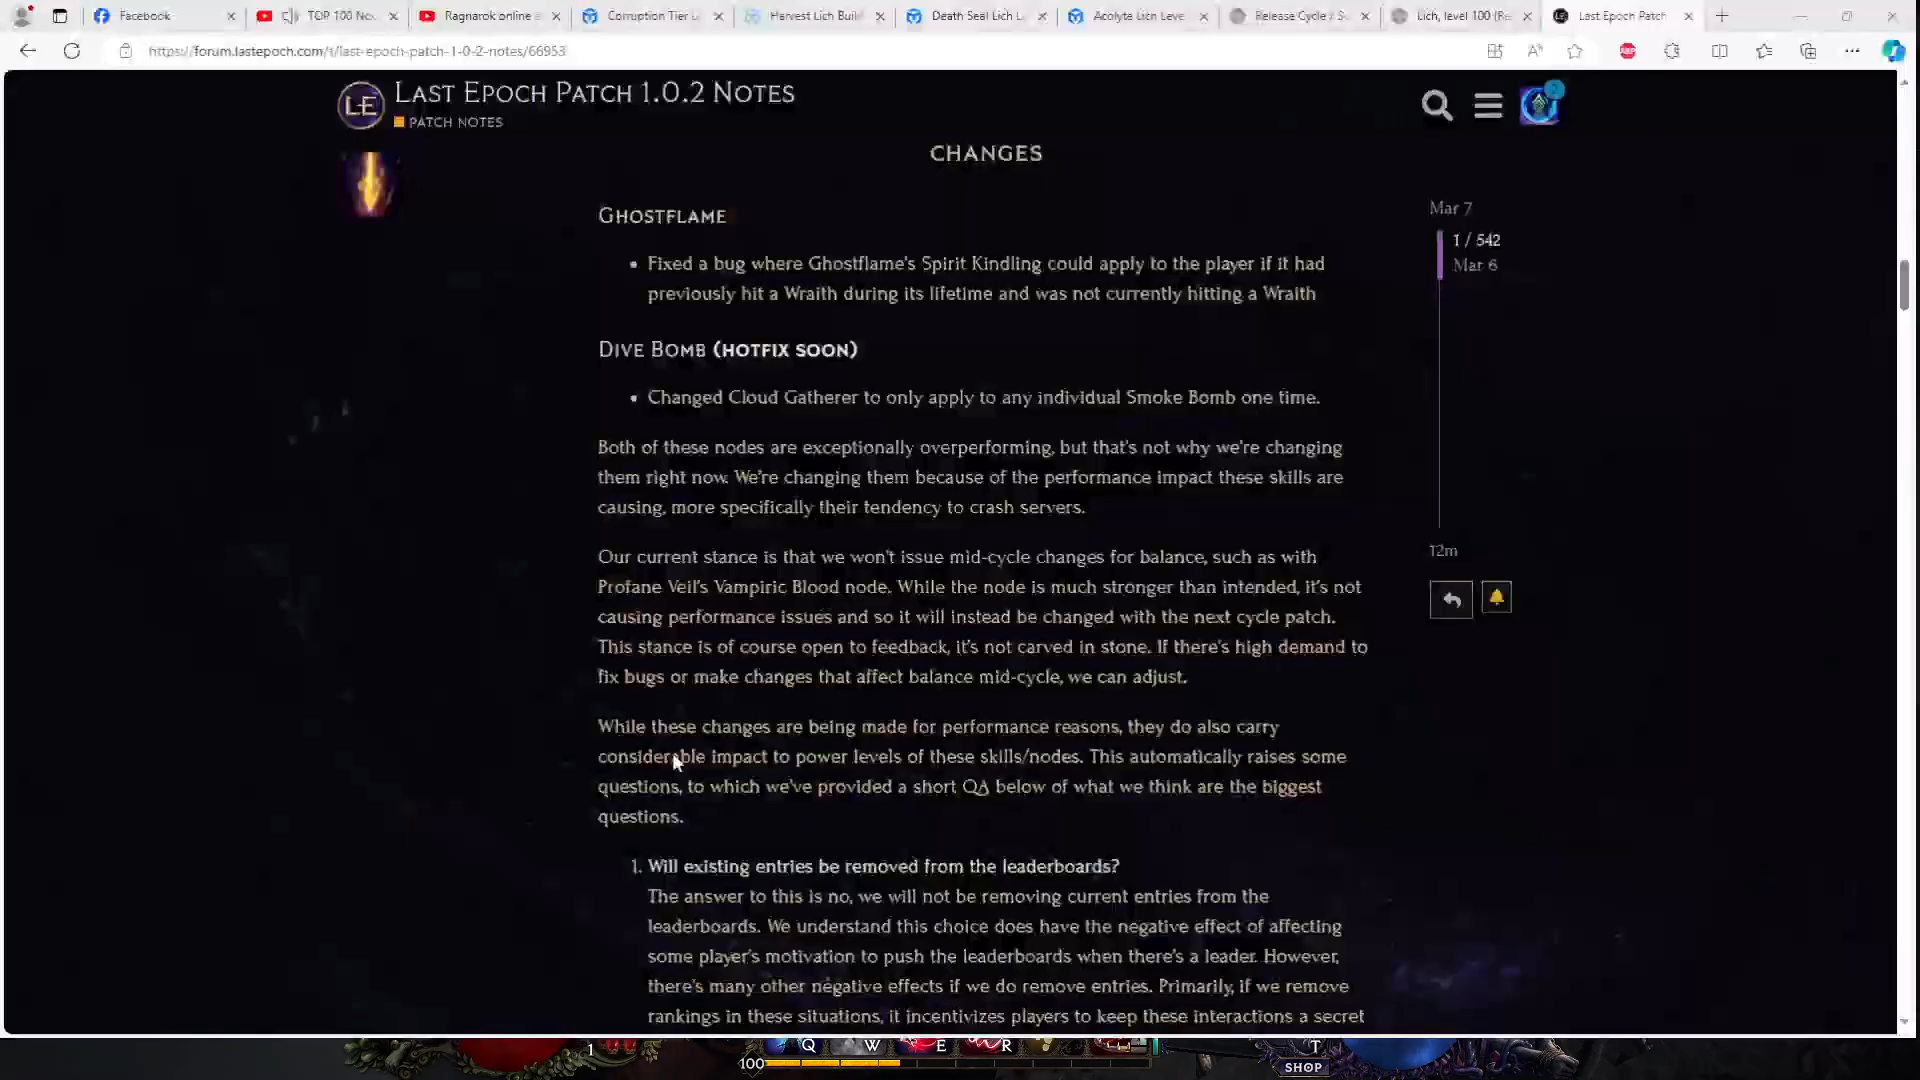 Facebook
TOP 100 No
Ragnarok online
Corruption Tier L
Harvest Lich Buil
Death Seal Lich L
Acolyte Lich Leve
Release Cycle
Lich, level 100 (Re
Last Epoch Patch
https://forum.lastepoch.com/t/last-epoch-patch-1-0-2-notes/66953
LE
LAST EPOCH PATCH 1.0.2 NOTES
PATCH NOTES
2
CHANGES
GHOSTFLAME
• Fixed a bug where Ghostflame's Spirit Kindling could apply to the player if it had
previously hit a Wraith during its lifetime and was not currently hitting a Wraith
DIVE BOMB (HOTFIX SOON)
• Changed Cloud Gatherer to only apply to any individual Smoke Bomb one time.
Both of these nodes are exceptionally overperforming, but that's not why we're changing
them right now. We're changing them because of the performance impact these skills are
causing, more specifically their tendency to crash servers.
Our current stance is that we won't issue mid-cycle changes for balance, such as with
Profane Veil's Vampiric Blood node. While the node is much stronger than intended, it's not
causing performance issues and so it will instead be changed with the next cycle patch.
This stance is of course open to feedback, it's not carved in stone. If there's high demand to
fix bugs or make changes that affect balance mid-cycle, we can adjust.
While these changes are being made for performance reasons, they do also carry
considerable impact to power levels of these skills/nodes. This automatically raises some
questions, to which we've provided a short QA below of what we think are the biggest
questions.
1. Will existing entries be removed from the leaderboards?
The answer to this is no, we will not be removing current entries from the
leaderboards. We understand this choice does have the negative effect of affecting
some player's motivation to push the leaderboards when there's a leader. However,
there's many other negative effects if we do remove entries. Primarily, if we remove
rankings in these situations, it incentivizes players to keep these interactions a secret
Mar 7
1 / 542
Mar 6
12m
1
Q
W
E
R
T
100
SHOP